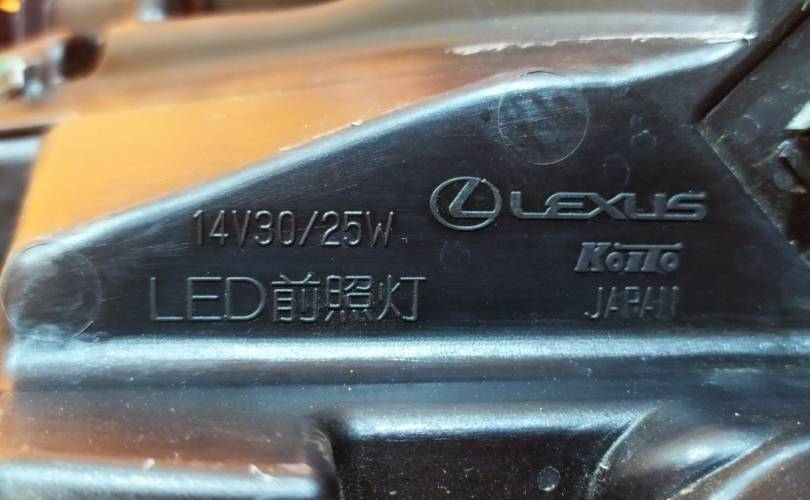 LEXUS
14V30/25W
KOITO
LED前照灯
JAPAN